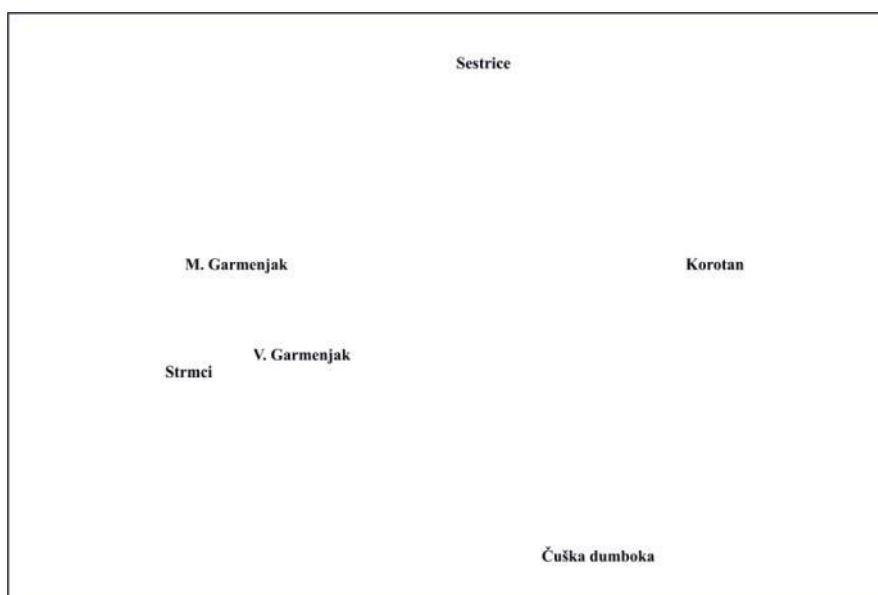 Sestrice
M. Garmenjak
Korotan
V. Garmenjak
Strmci
Čuška dumboka